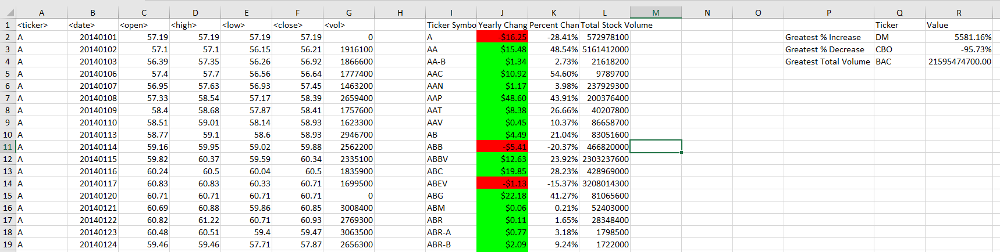 A B C D E F G H I J K L M N O P Q R
1 <ticker> <date> <open> <high> <low> <close> <vol> Ticker Symbo Yearly Chang Percent Chan Total Stock Volume Ticker Value
2 A 20140101 57.19 57.19 57.19 57.19 0 A -$16.25 -28.41% 572978100 Greatest % Increase DM 5581.16%
3 A 20140102 57.1 57.1 56.15 56.21 1916100 AA $15.48 48.54% 5161412000 Greatest % Decrease CBO -95.73%
4 A 20140103 56.39 57.35 56.26 56.92 1866600 AA-B $1.34 2.73% 21618200 Greatest Total Volume BAC 21595474700.00
5 A 20140106 57.4 57.7 56.56 56.64 1777400 AAC $10.92 54.60% 9789700
6 A 20140107 56.95 57.63 56.93 57.45 1463200 AAN $1.17 3.98% 237929300
7 A 20140108 57.33 58.54 57.17 58.39 2659400 AAP $48.60 43.91% 200376400
8 A 20140109 58.4 58.68 57.87 58.41 1757600 AAT $8.38 26.66% 40207800
9 A 20140110 58.51 59.01 58.14 58.93 1623300 AAV $0.45 10.37% 86658700
10 A 20140113 58.77 59.1 58.6 58.93 2946700 AB $4.49 21.04% 83051600
11 A 20140114 59.16 59.95 59.02 59.88 2562200 ABB -$5.41 -20.37% 466820000
12 A 20140115 59.82 60.37 59.59 60.34 2335100 ABBV $12.63 23.92% 2303237600
13 A 20140116 60.24 60.5 60.04 60.5 1835900 ABC $19.85 28.23% 428969000
14 A 20140117 60.83 60.83 60.33 60.71 1699500 ABEV -$1.13 -15.37% 3208014300
15 A 20140120 60.71 60.71 60.71 60.71 0 ABG $22.18 41.27% 81065600
16 A 20140121 60.69 60.88 59.86 60.85 3008400 ABM $0.06 0.21% 52403000
17 A 20140122 60.82 61.22 60.71 60.93 2769300 ABR $0.11 1.65% 28348400
18 A 20140123 60.48 60.51 59.4 59.47 3063500 ABR-A $0.77 3.18% 1798500
19 A 20140124 59.46 59.46 57.71 57.87 2656300 ABR-B $2.09 9.24% 1722000